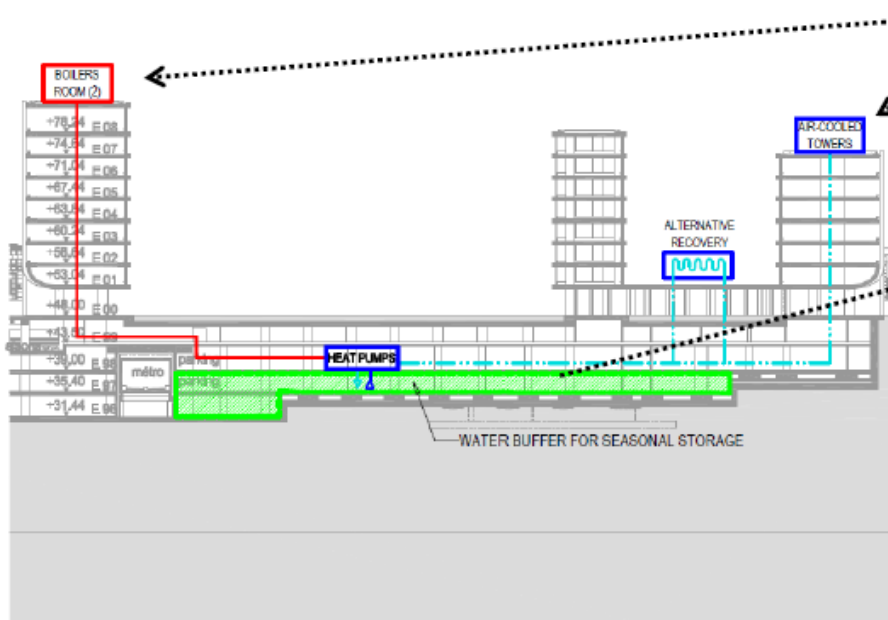 BOILERS
ROOM (2)
+78,24 E 08
+74,64 E 07
+71,04 E 06
+67,44 E 05
+63,84 E 04
+60,24 E 03
+56,64 E 02
+53,04 E 01
+48,00 E 00
+43,80 E 99
+39,00 E 98
+35,40 E 97
+31,44 E 96
métro
parking
parking
HEAT PUMPS
ALTERNATIVE
RECOVERY
AIR-COOLED
TOWERS
WATER BUFFER FOR SEASONAL STORAGE